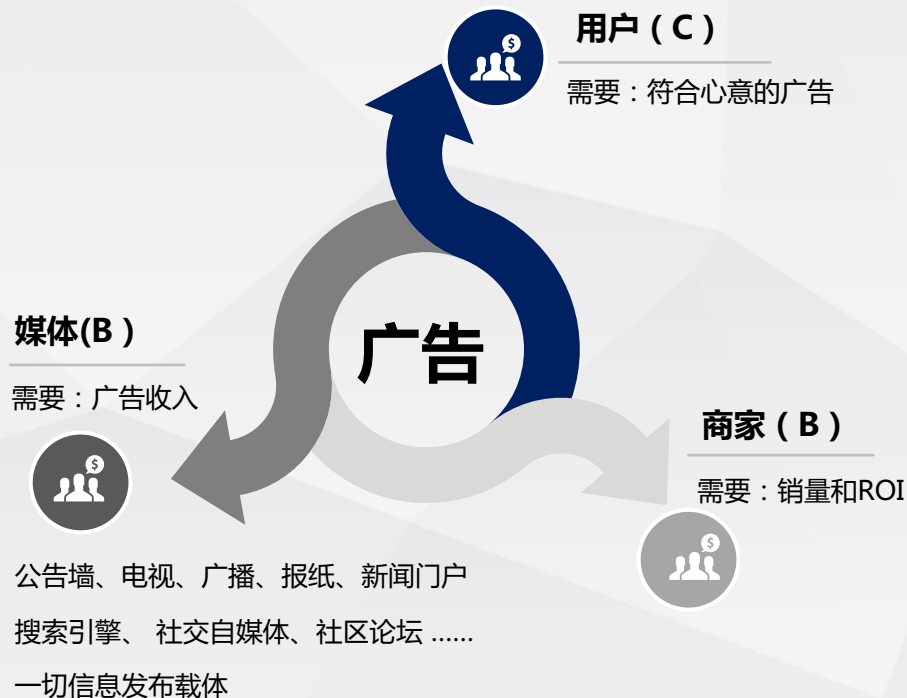 用户（C）
需要：符合心意的广告
广告
媒体(B）
需要：广告收入
商家（B）
需要：销量和ROI
公告墙、电视、广播、报纸、新闻门户
搜索引擎、 社交自媒体、社区论坛 ……
一切信息发布载体